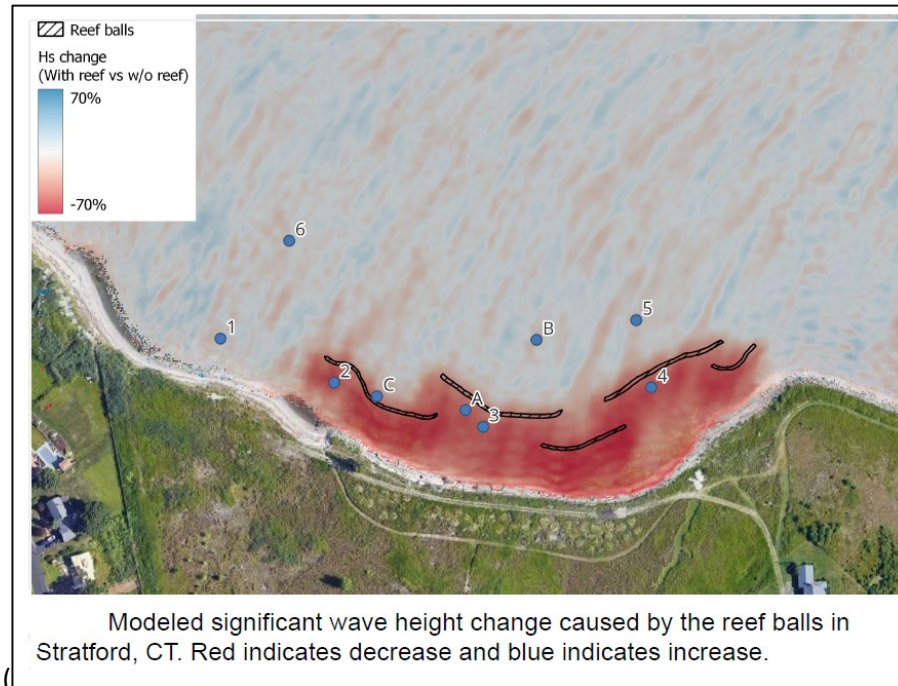 Reef balls
Hs change
(With reef vs w/o reef)
70%
-70%
6
1
B
5
2
C
A
3
4
Modeled significant wave height change caused by the reef balls in
Stratford, CT. Red indicates decrease and blue indicates increase.
(